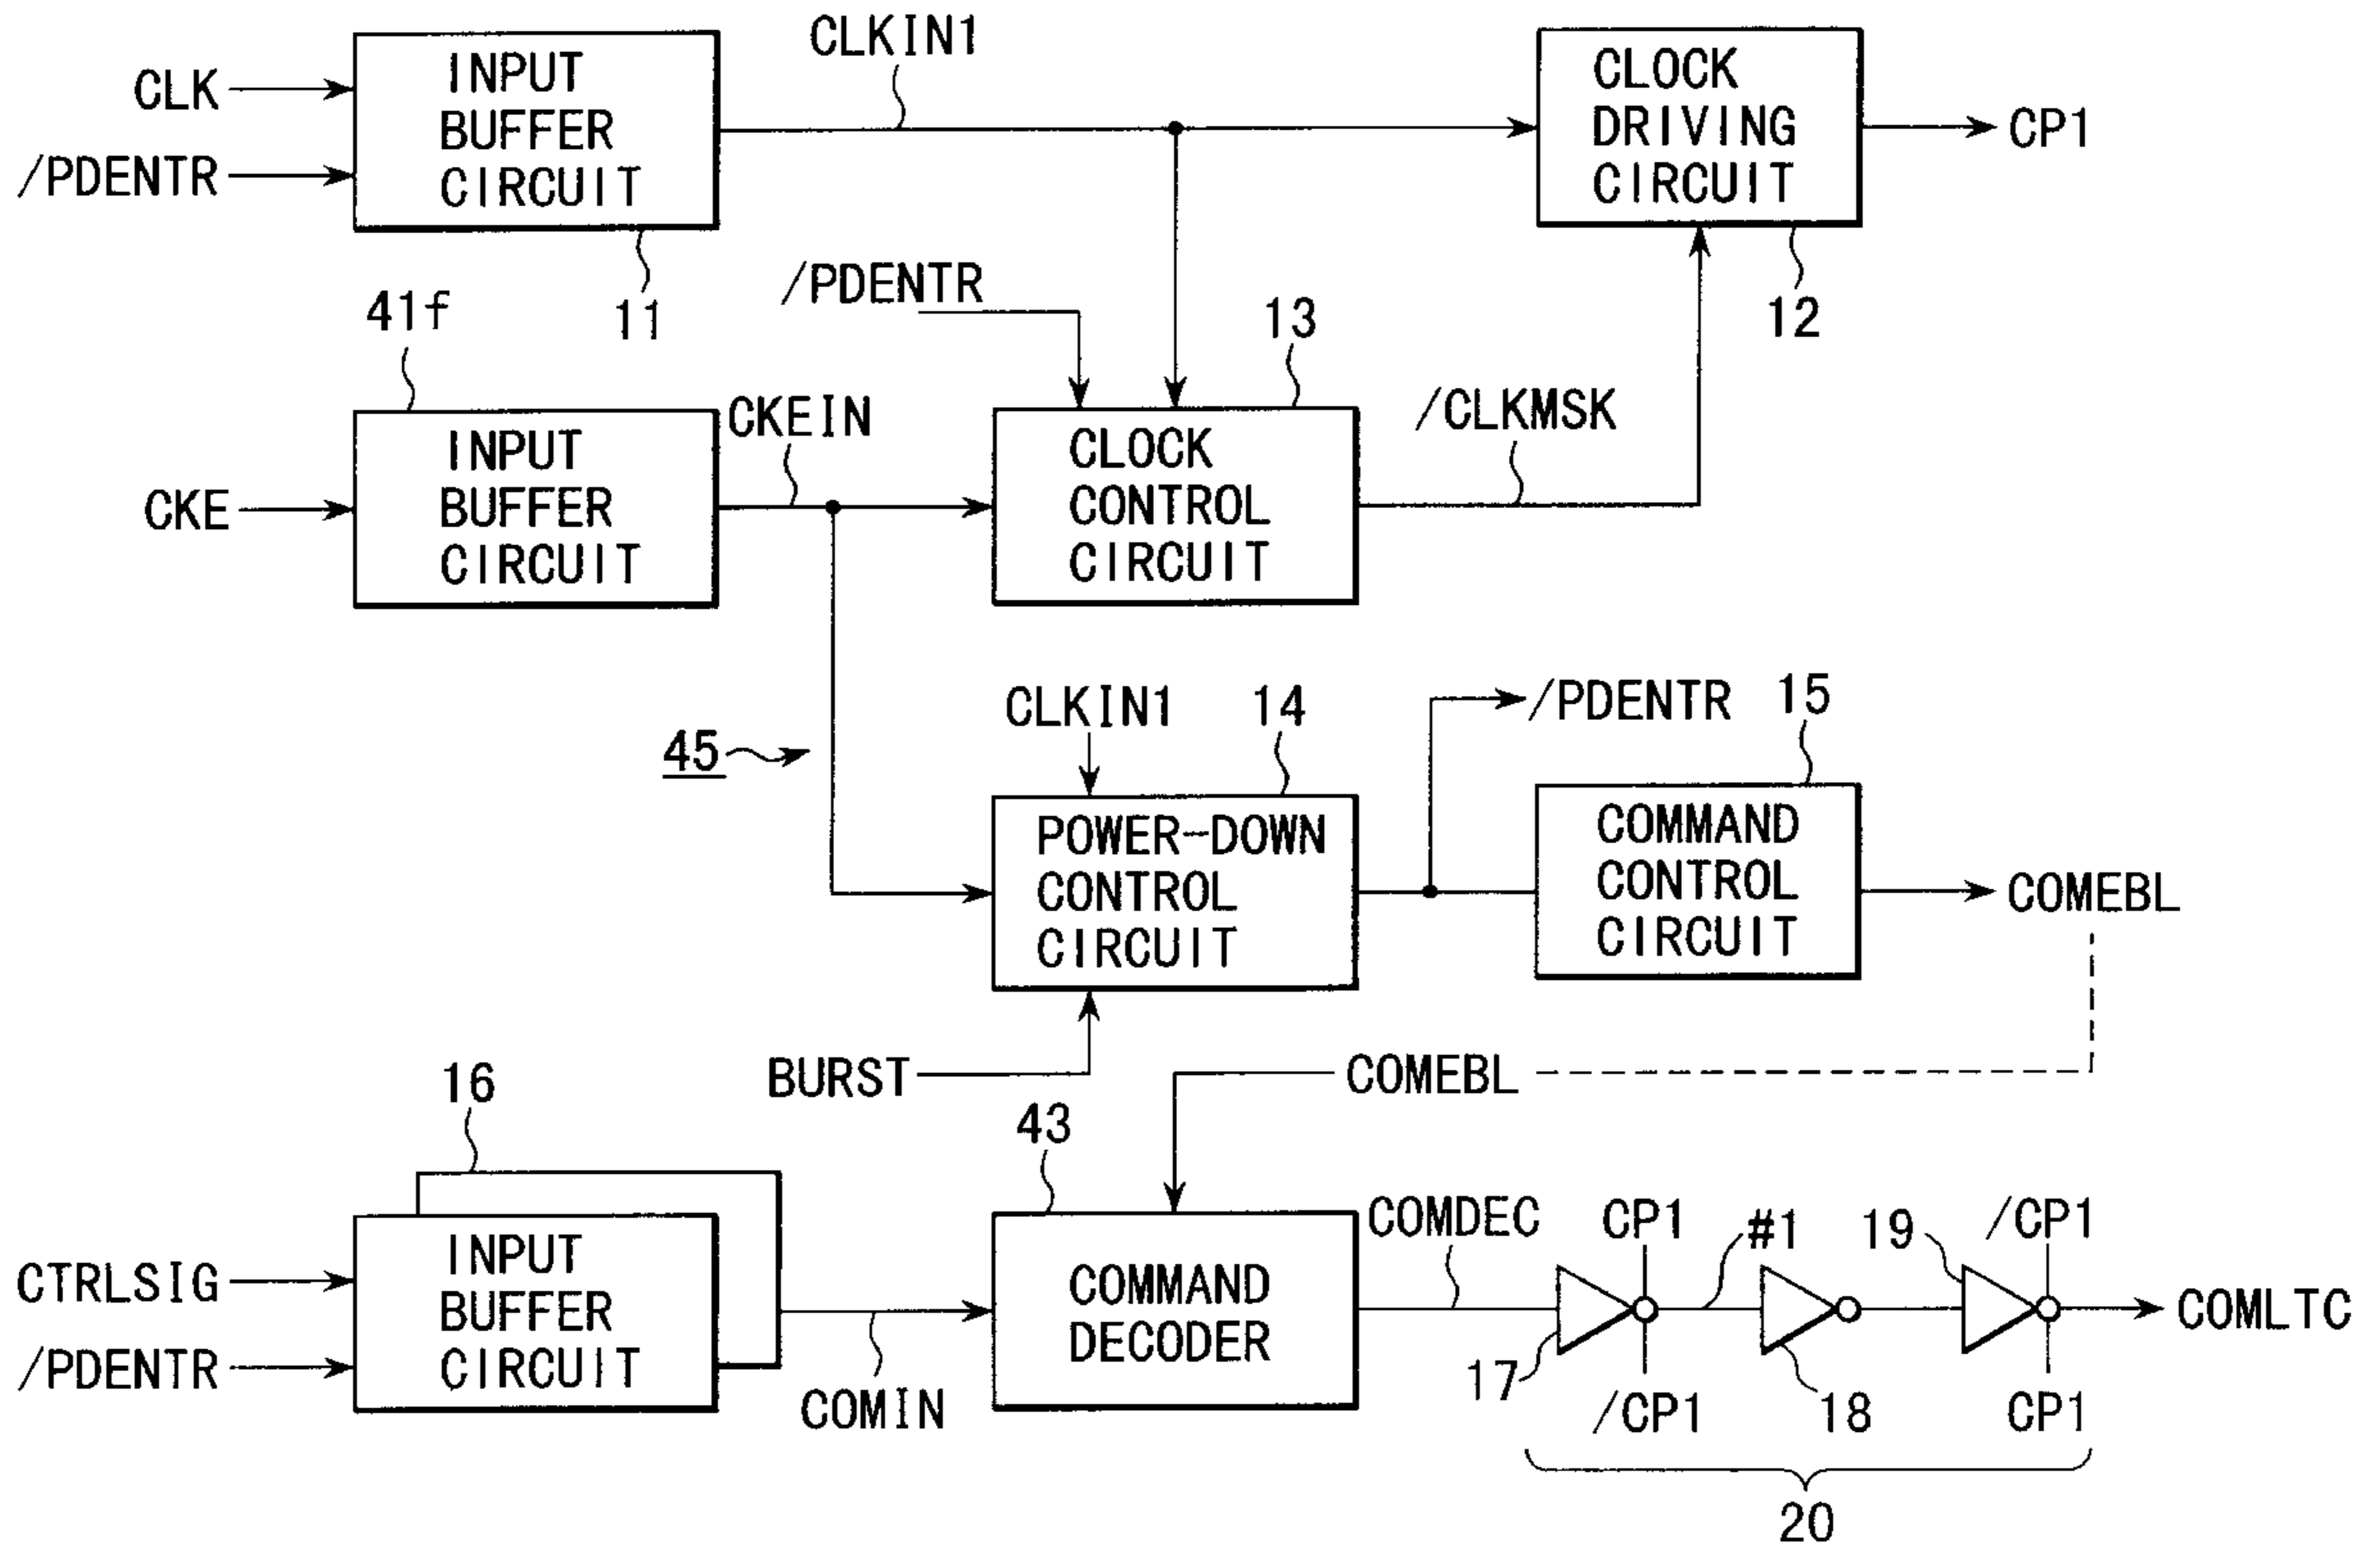 CLK
/PDENTR
INPUT
BUFFER
CIRCUIT
11
CLKIN1
CLOCK
DRIVING
CIRCUIT
12
CP1
/PDENTR
13
41f
CKE
INPUT
BUFFER
CIRCUIT
CKEIN
CLOCK
CONTROL
CIRCUIT
/CLKMSK
45
CLKIN1
14
POWER-DOWN
CONTROL
CIRCUIT
/PDENTR
15
COMMAND
CONTROL
CIRCUIT
COMEBL
BURST
COMEBL
16
CTRLSIG
/PDENTR
INPUT
BUFFER
CIRCUIT
COMIN
43
COMMAND
DECODER
COMDEC
CP1
#1
19
/CP1
COMLTC
17
/CP1
18
CP1
20